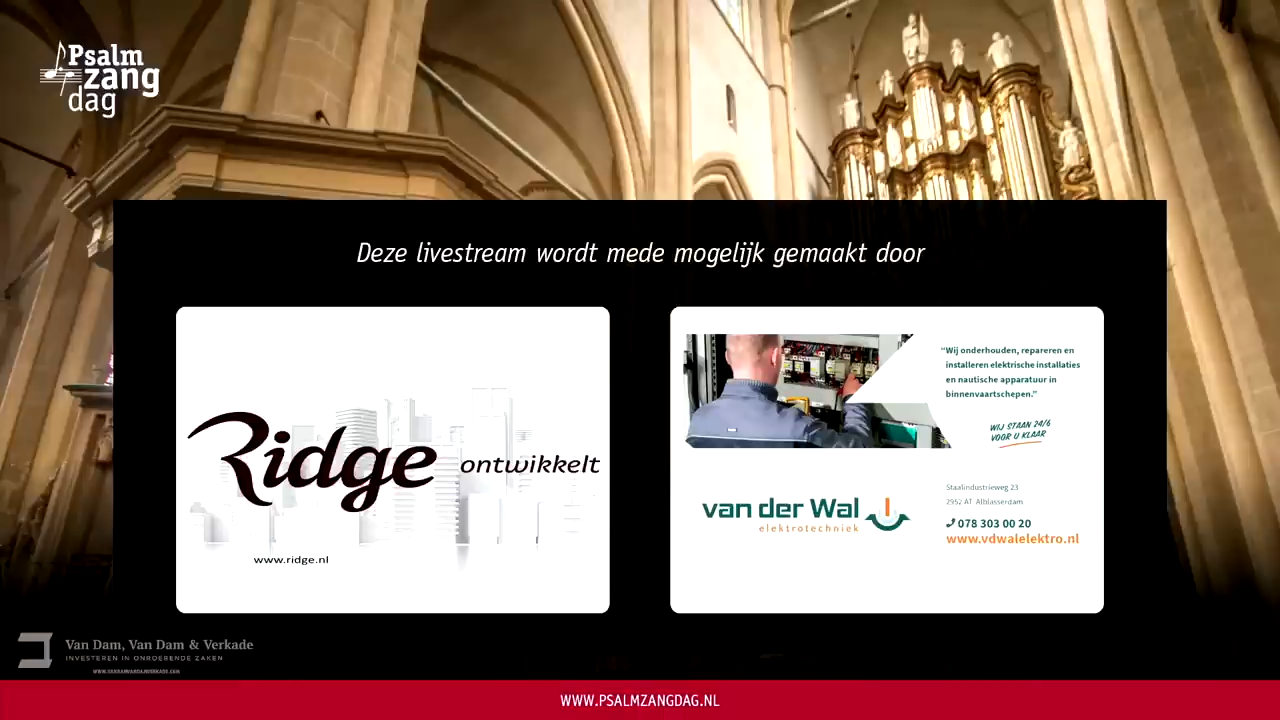 Psalm
zang
dag
Deze livestream wordt mede mogelijk gemaakt door
Ridge ontwikkelt
www.ridge.nl
"Wij onderhouden, repareren en
installeren elektrische installaties
en nautische apparatuur in
binnenvaartschepen."
WIJ STAAN 24/6
VOOR U KLAAR
van der Wal
elektrotechniek
Staalindustrieweg 23
2952 AT Alblasserdam
078 303 00 20
www.vdwalelektro.nl
Van Dam, Van Dam & Verkade
INVESTEREN IN ONROERENDE ZAKEN
WWW.VANDAMVANDAMVERKADE.COM
WWW.PSALMZANGDAG.NL